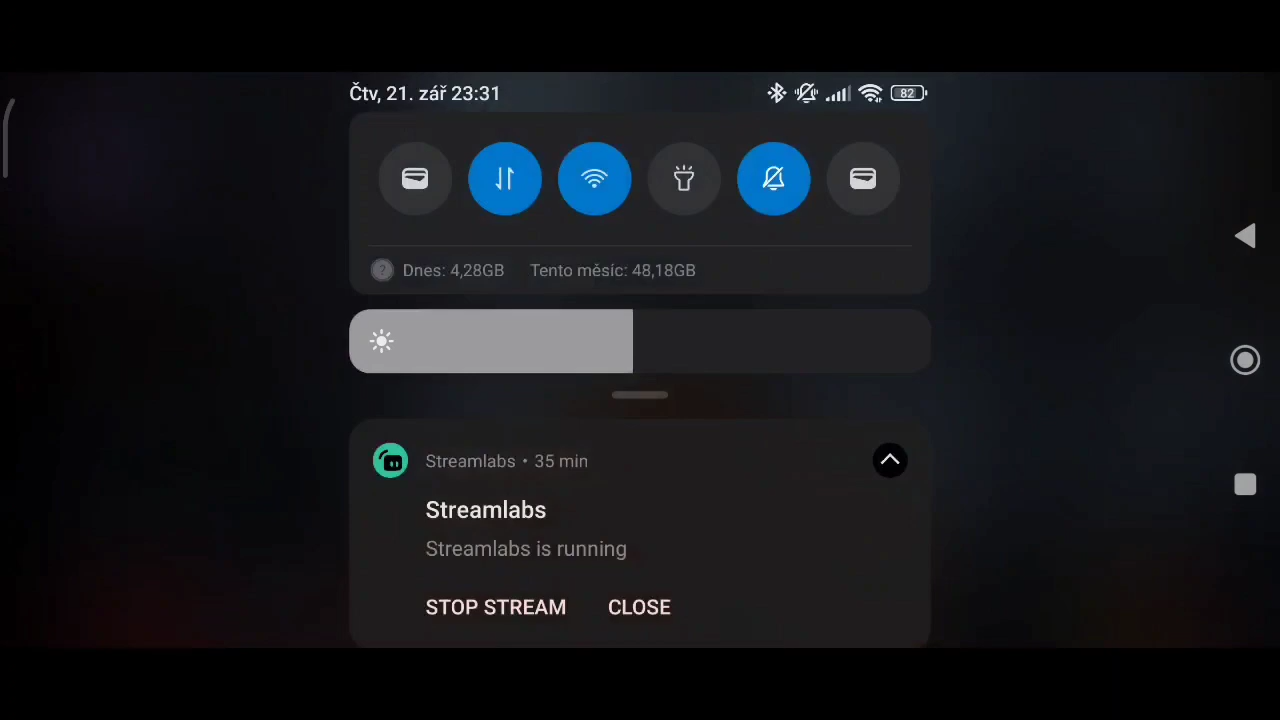 Čtv, 21. zář 23:31
82
Dnes: 4,28GB Tento měsíc: 48,18GB
Streamlabs • 35 min
Streamlabs
Streamlabs is running
STOP STREAM CLOSE